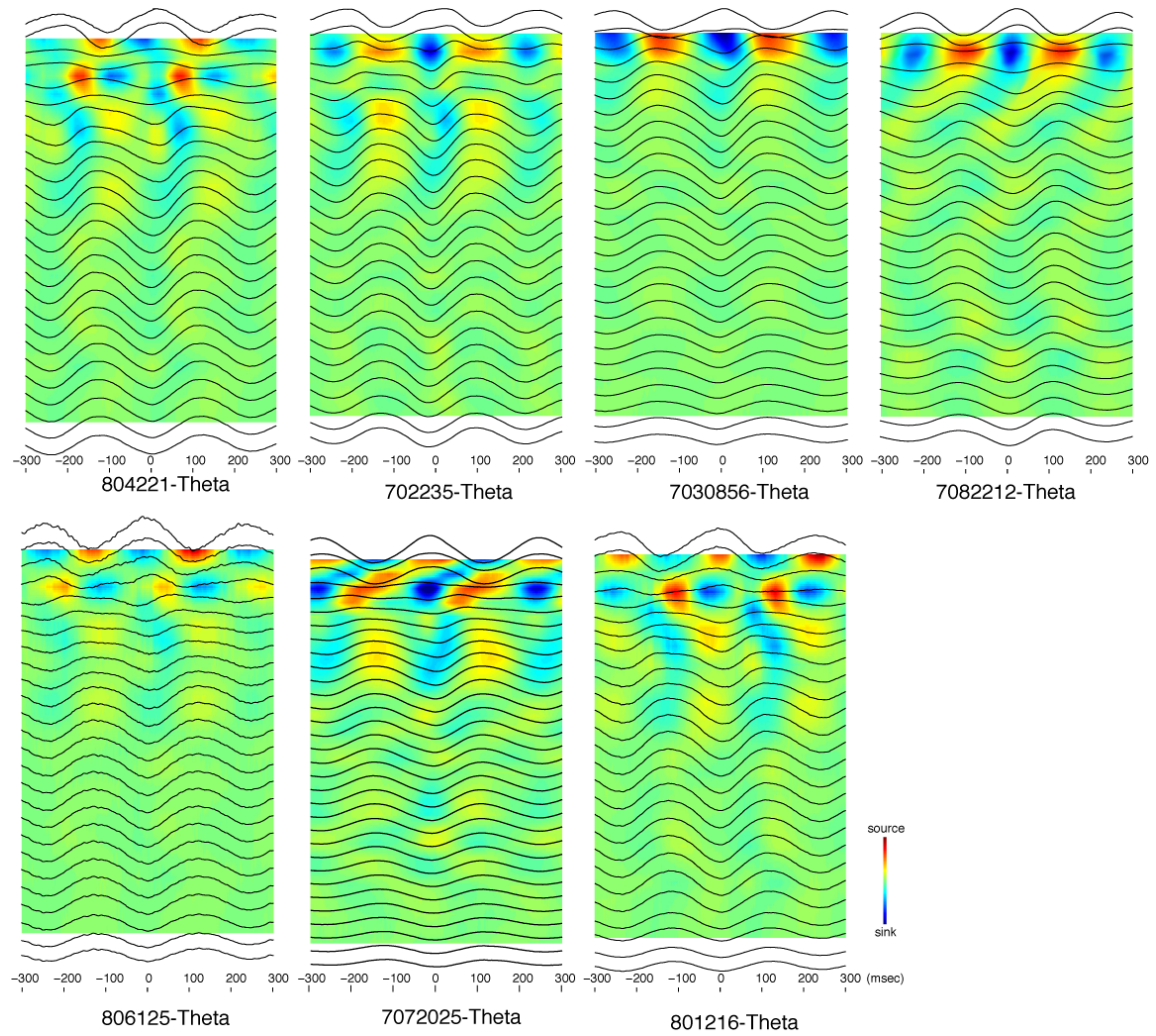 −300 −200 −100 0 100 200 300 −300 −200 −100 0 100 200 300 −300 −200 −100 0 100 200 300 −300 −200 −100 0 100 200 300
804221-Theta 702235-Theta 7030856-Theta 7082212-Theta
source
sink
−300 −200 −100 0 100 200 300 −300 −200 −100 0 100 200 300 −300 −200 −100 0 100 200 300 (msec)
806125-Theta 7072025-Theta 801216-Theta